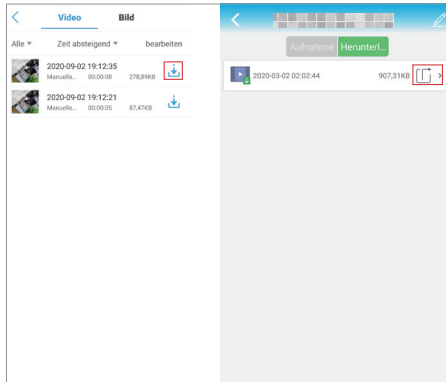 Video Bild
Alle Zeit absteigend bearbeiten
2020-09-02 19:12:35
Manuelle... 00:00:08 278,89KB
2020-09-02 19:12:21
Manuelle... 00:00:05 87,47KB
Aufnahme Herunterl...
2020-03-02 02:02:44 907,31KB